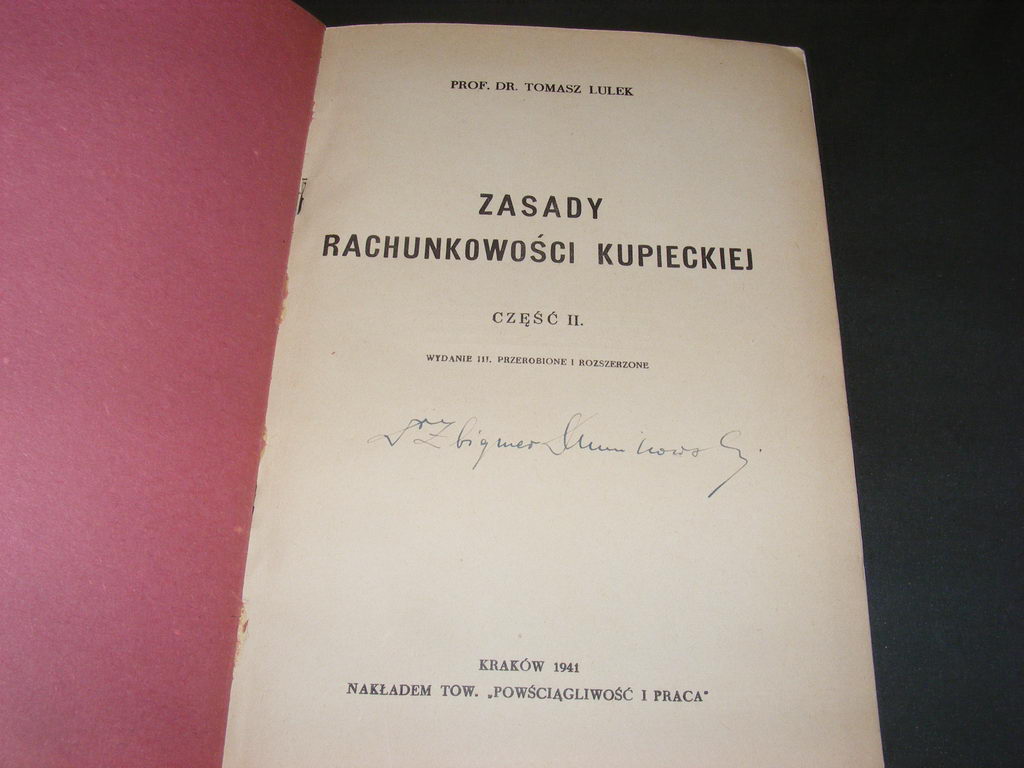 PROF. DR. TOMASZ LULEK
ZASADY
RACHUNKOWOŚCI KUPIECKIEJ
CZĘŚĆ II.
WYDANIE III. PRZEROBIONE I ROZSZERZONE
Dr Zbigniew
KRAKÓW 1941
NAKŁADEM TOW. „POWŚCIĄGLIWOŚĆ I PRACA"